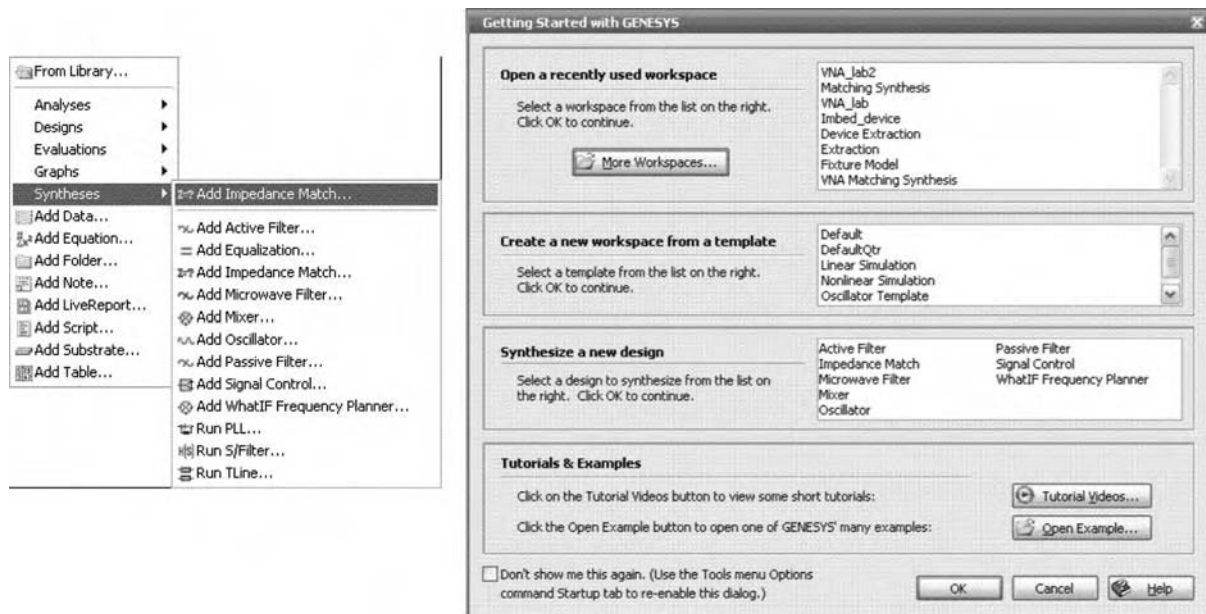 From Library...
Analyses
Designs
Evaluations
Graphs
Syntheses
Add Data...
Add Equation...
Add Folder...
Add Note...
Add LiveReport...
Add Script...
Add Substrate...
Add Table...
Add Impedance Match...
Add Active Filter...
Add Equalization...
Add Impedance Match...
Add Microwave Filter...
Add Mixer...
Add Oscillator...
Add Passive Filter...
Add Signal Control...
Add WhatIF Frequency Planner...
Run PLL...
Run S/Filter...
Run TLine...
Getting Started with GENESYS
Open a recently used workspace
Select a workspace from the list on the right.
Click OK to continue.
More Workspaces...
VNA_lab2
Matching Synthesis
VNA_lab
Imbed_device
Device Extraction
Extraction
Fixture Model
VNA Matching Synthesis
Create a new workspace from a template
Select a template from the list on the right.
Click OK to continue.
Default
DefaultQtr
Linear Simulation
Nonlinear Simulation
Oscillator Template
Synthesize a new design
Select a design to synthesize from the list on
the right. Click OK to continue.
Active Filter
Impedance Match
Microwave Filter
Mixer
Oscillator
Passive Filter
Signal Control
WhatIF Frequency Planner
Tutorials & Examples
Click on the Tutorial Videos button to view some short tutorials:
Tutorial Videos...
Click the Open Example button to open one of GENESYS' many examples:
Open Example...
Don't show me this again. (Use the Tools menu Options
command Startup tab to re-enable this dialog.)
OK
Cancel
Help